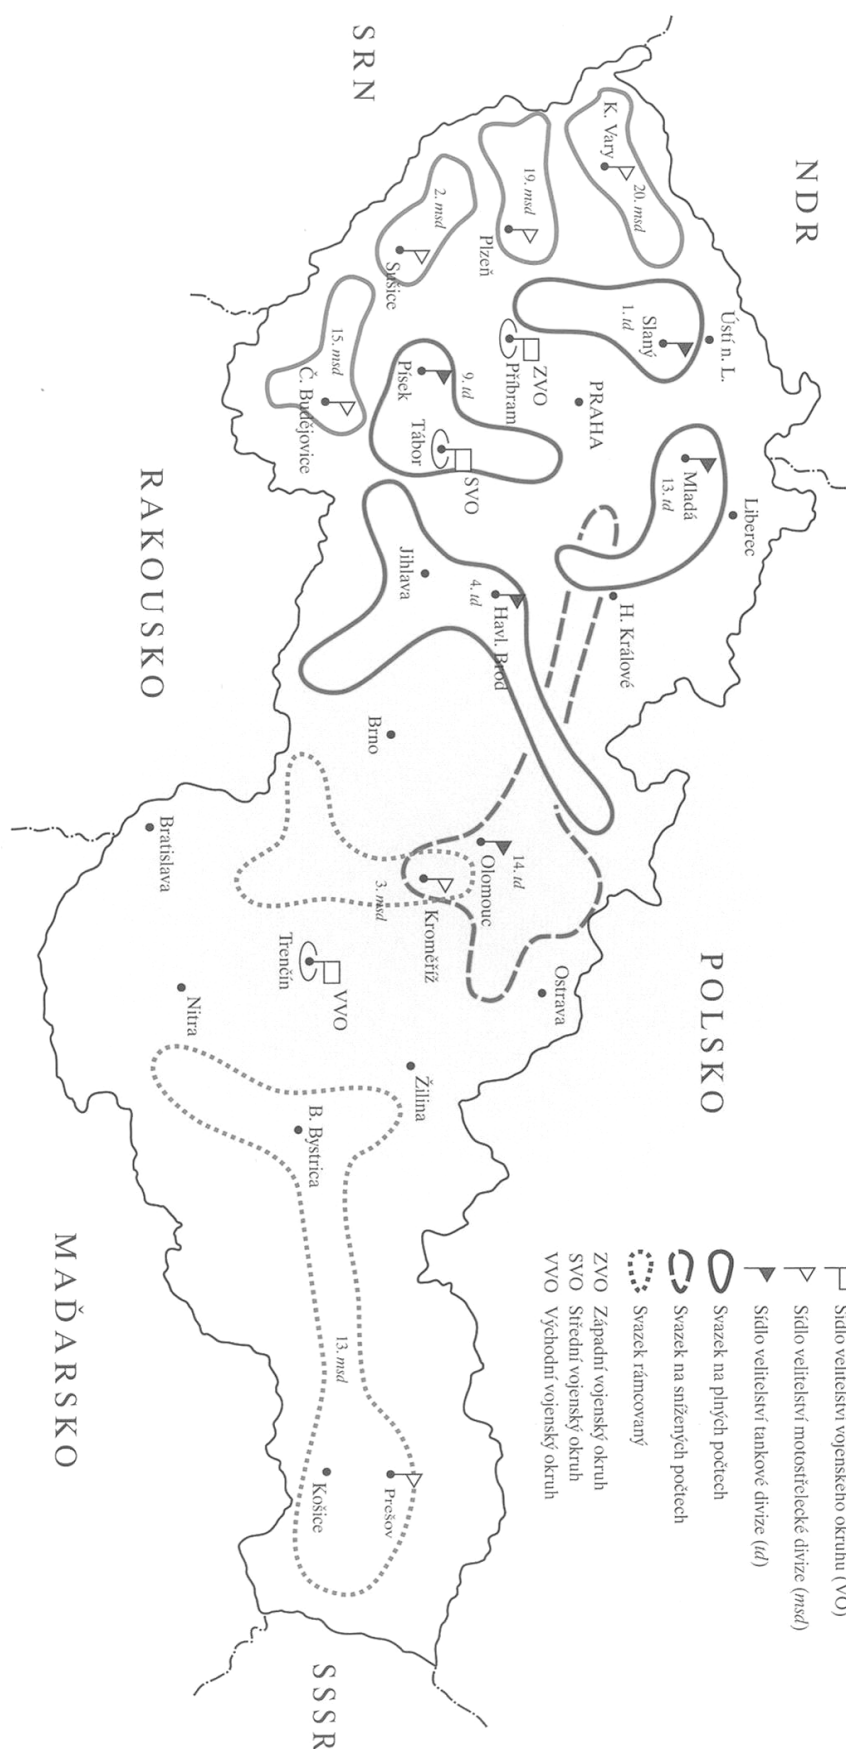 SRN
NDR
POLSKO
RAKOUSKO
MAĎARSKO
SSSR
K. Vary
20. msd
19. msd
Plzeň
2. msd
Sušice
15. msd
Č. Budějovice
Ústí n. L.
Slaný
1. td
ZVO
Příbram
PRAHA
Písek
9. td
Tábor
SVO
Mladá
13. td
Liberec
H. Králové
Jihlava
4. td
Havl. Brod
Brno
Olomouc
14. td
Kroměříž
3. msd
Ostrava
Bratislava
Trenčín
VVO
Nitra
Žilina
B. Bystrica
13. msd
Prešov
Košice
Sídlo velitelství vojenského okruhu (VO)
Sídlo velitelství motostřelecké divize (msd)
Sídlo velitelství tankové divize (td)
Svazek na plných počtech
Svazek na snížených počtech
Svazek rámcovaný
ZVO Západní vojenský okruh
SVO Střední vojenský okruh
VVO Východní vojenský okruh